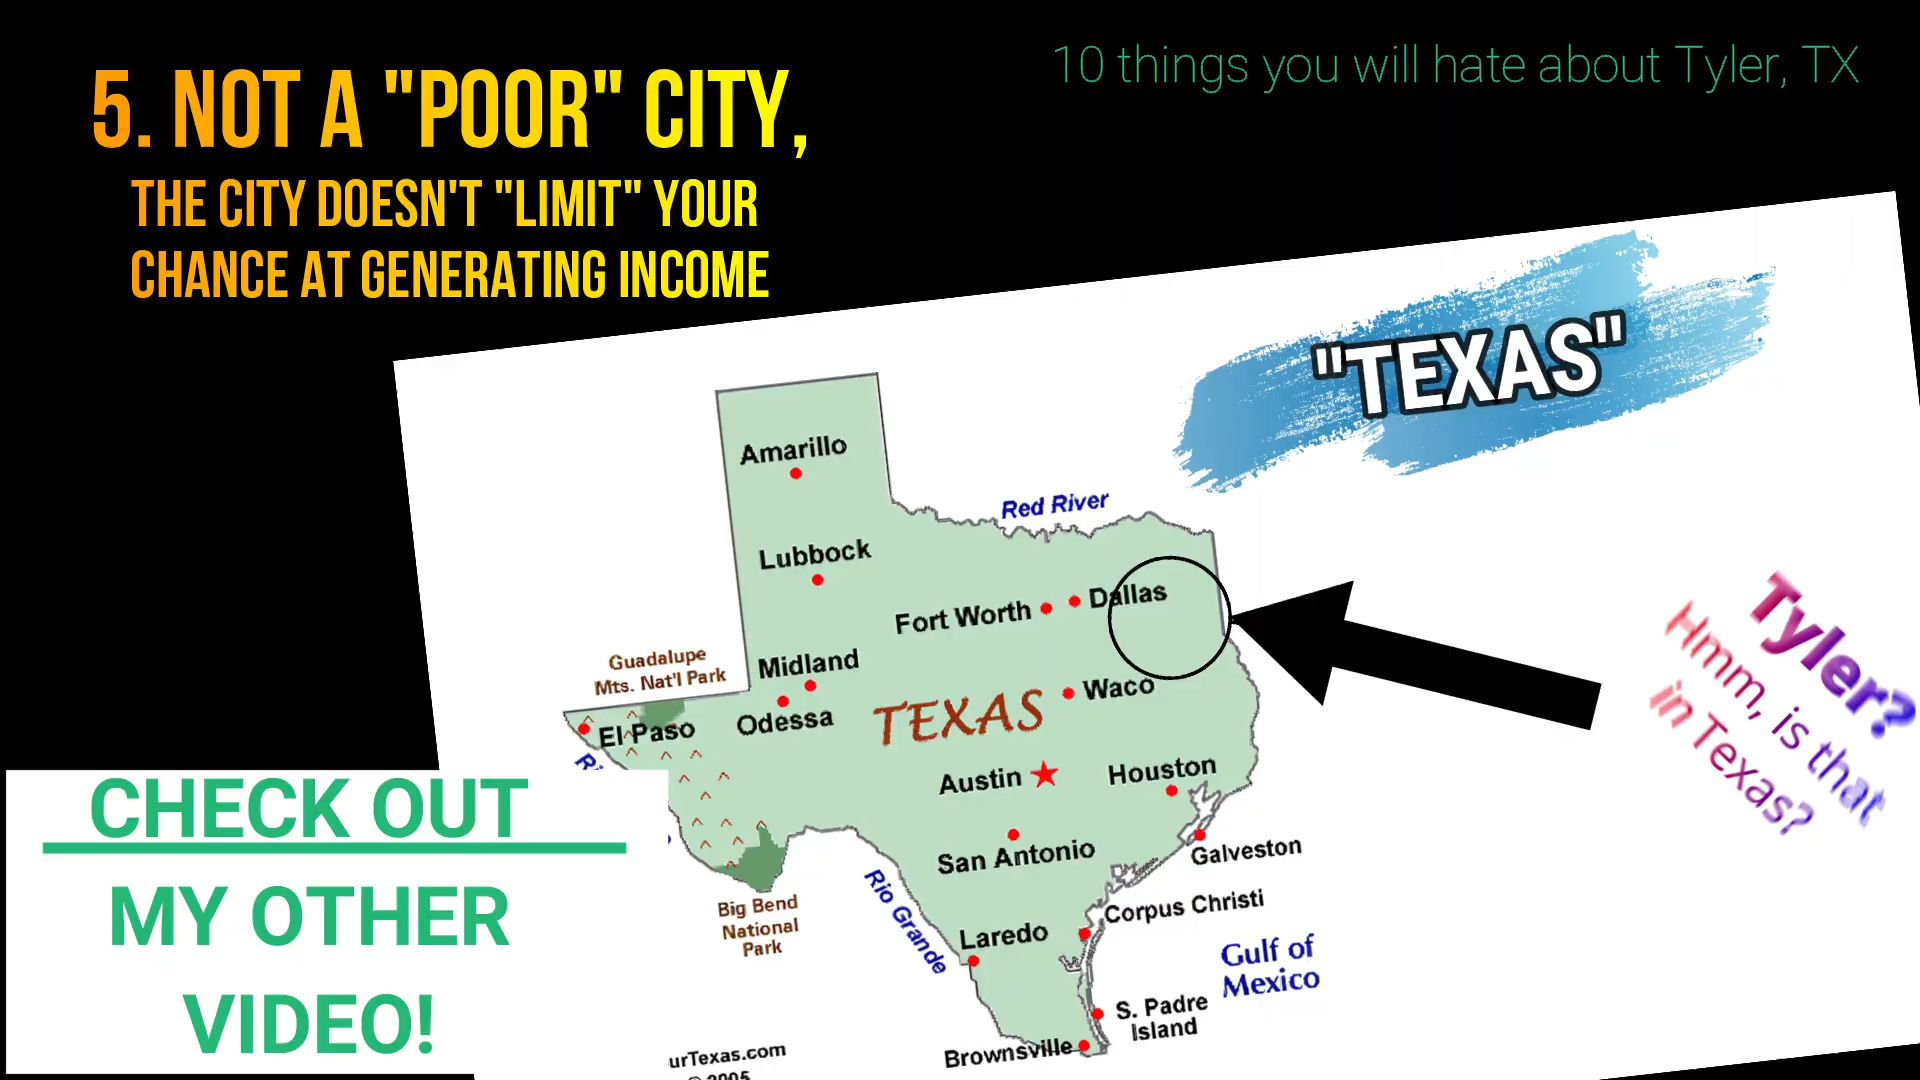 10 things you will hate about Tyler, TX
5. NOT A "POOR" CITY,
THE CITY DOESN'T "LIMIT" YOUR
CHANCE AT GENERATING INCOME
"TEXAS"
Amarillo
Red River
Lubbock
Dallas
Fort Worth
Tyler?
Hmm, is that
in Texas?
Guadalupe
Mts. Nat'l Park
Midland
Waco
Odessa
TEXAS
El Paso
Austin
Houston
San Antonio
Galveston
Big Bend
National
Park
Rio Grande
Corpus Christi
Laredo
Gulf of
Mexico
S. Padre
Island
Brownsville
urTexas.com
CHECK OUT
MY OTHER
VIDEO!